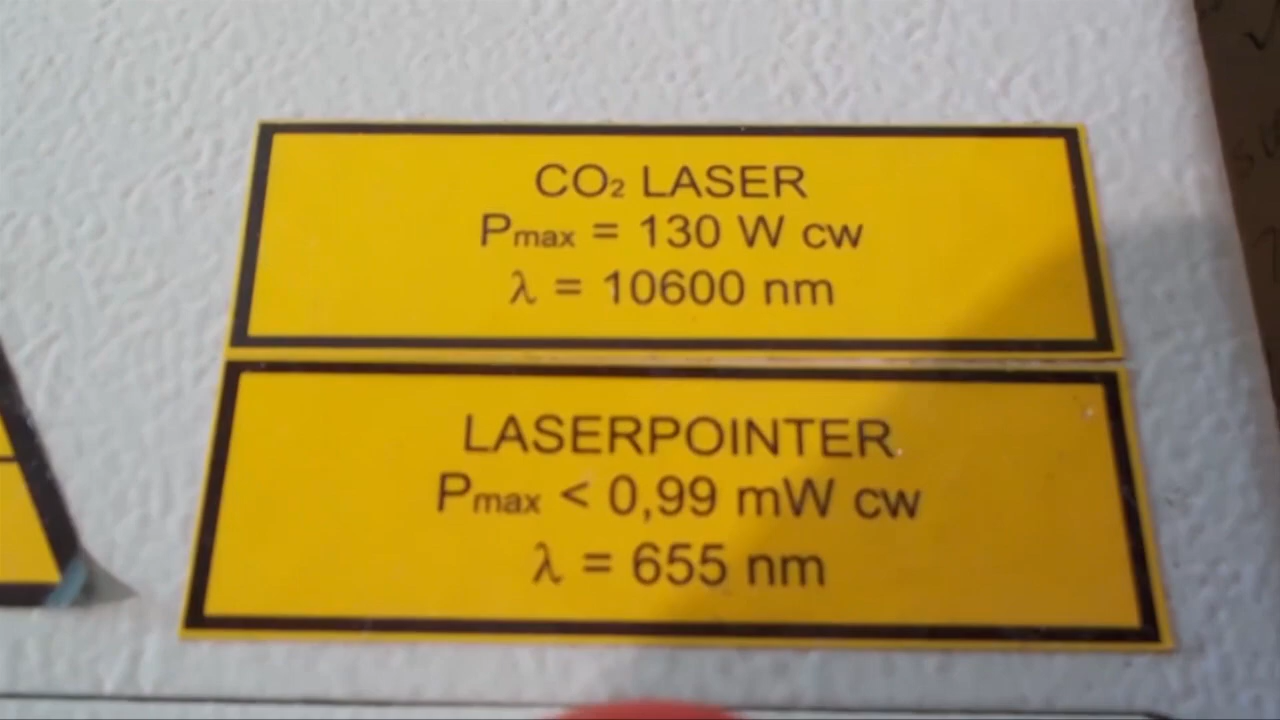 CO₂ LASER
Pmax = 130 W cw
λ = 10600 nm
LASERPOINTER
Pmax < 0,99 mW cw
λ = 655 nm